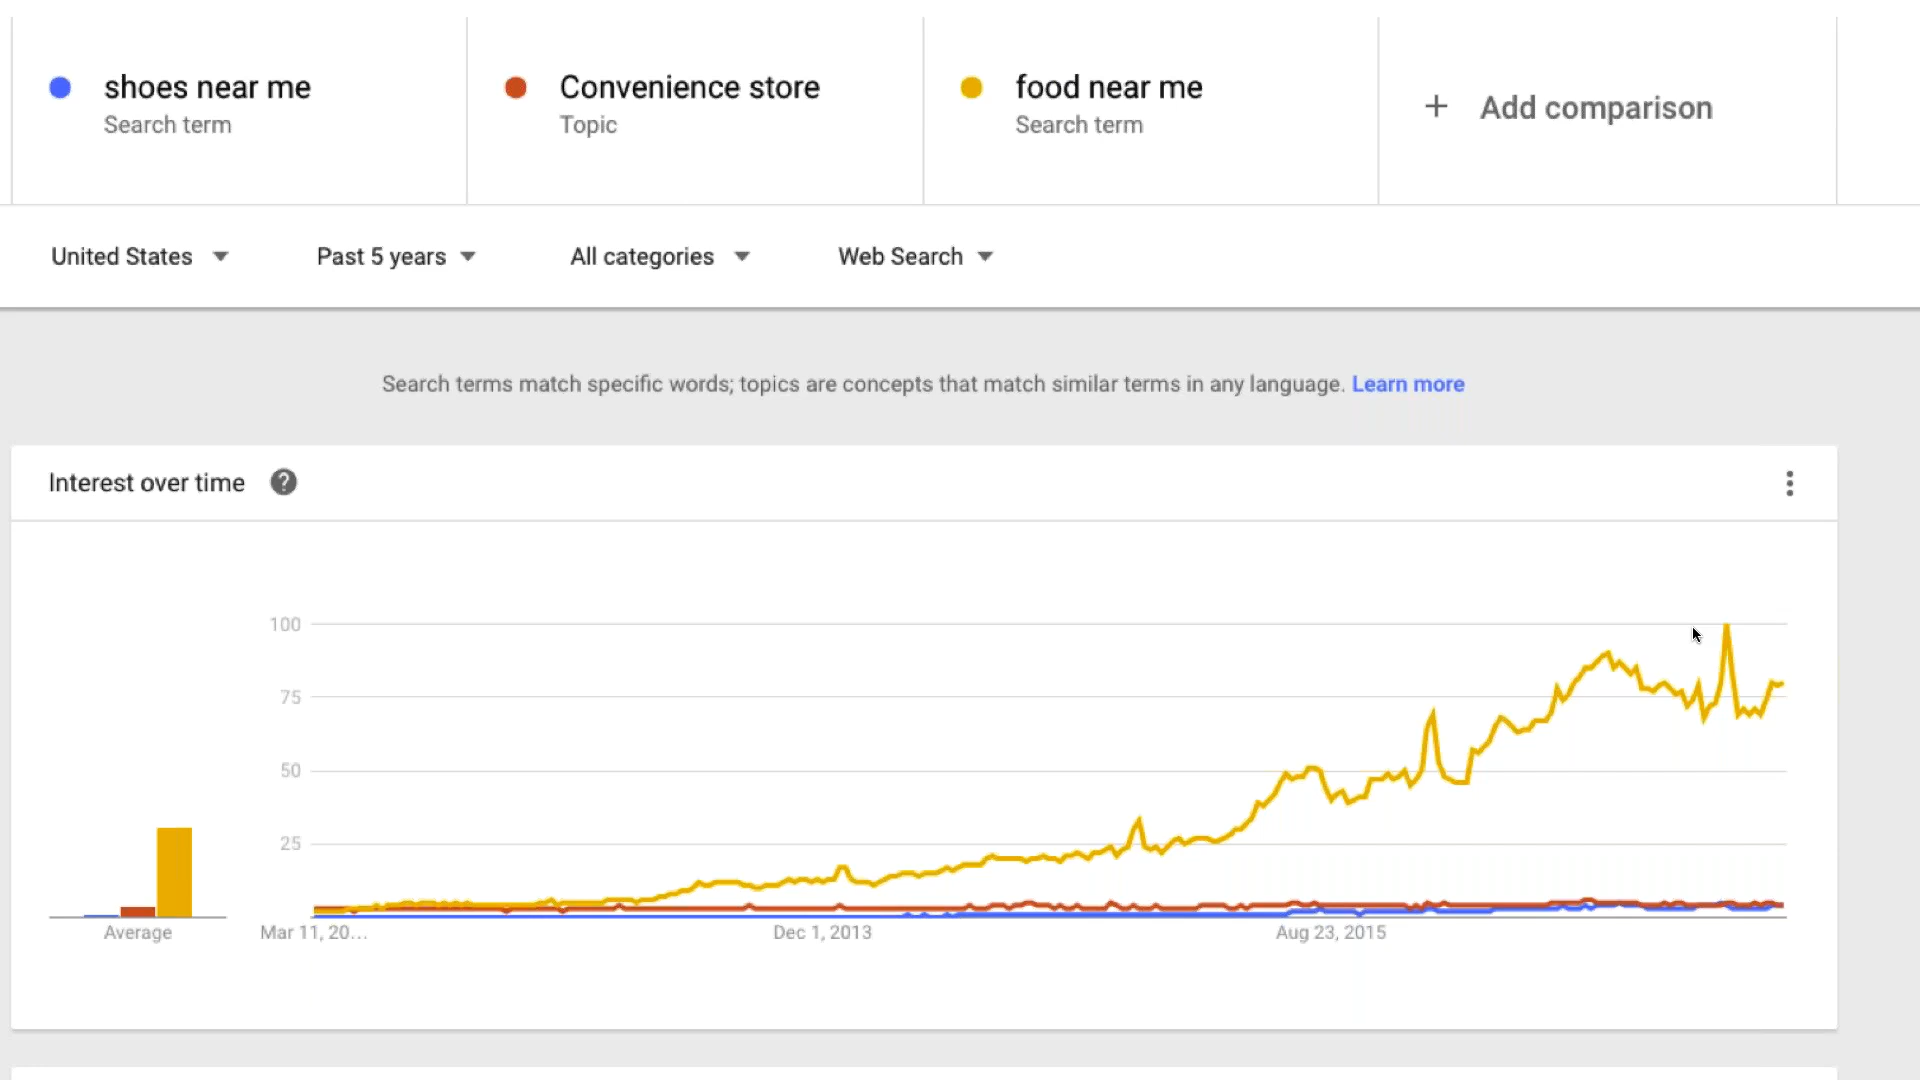 shoes near me
Search term
Convenience store
Topic
food near me
Search term
+ Add comparison
United States
Past 5 years
All categories
Web Search
Search terms match specific words; topics are concepts that match similar terms in any language. Learn more
Interest over time ?
100
75
50
25
Average
Mar 11, 20...
Dec 1, 2013
Aug 23, 2015